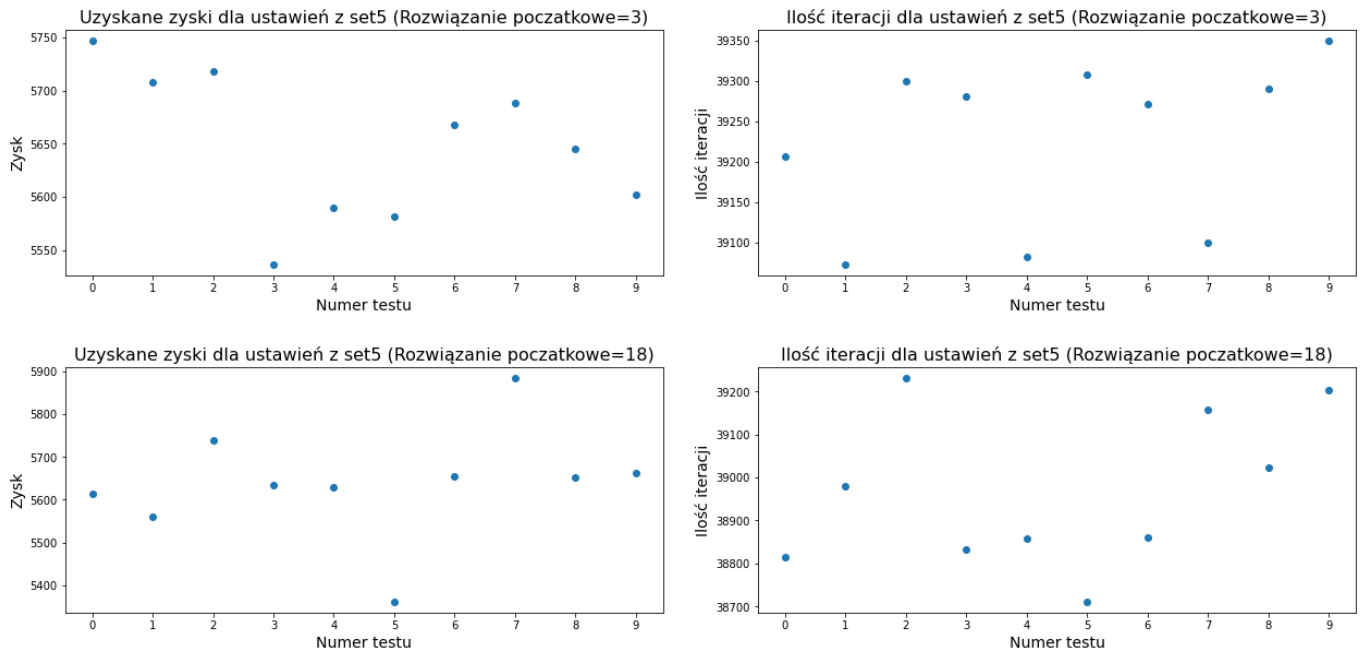 Uzyskane zyski dla ustawień z set5 (Rozwiązanie poczatkowe=3)
5750
5700
5650
5600
5550
Zysk
0 1 2 3 4 5 6 7 8 9
Numer testu
Ilość iteracji dla ustawień z set5 (Rozwiązanie poczatkowe=3)
39350
39300
39250
39200
39150
39100
Ilość iteracji
0 1 2 3 4 5 6 7 8 9
Numer testu
Uzyskane zyski dla ustawień z set5 (Rozwiązanie poczatkowe=18)
5900
5800
5700
5600
5500
5400
Zysk
0 1 2 3 4 5 6 7 8 9
Numer testu
Ilość iteracji dla ustawień z set5 (Rozwiązanie poczatkowe=18)
39200
39100
39000
38900
38800
38700
Ilość iteracji
0 1 2 3 4 5 6 7 8 9
Numer testu